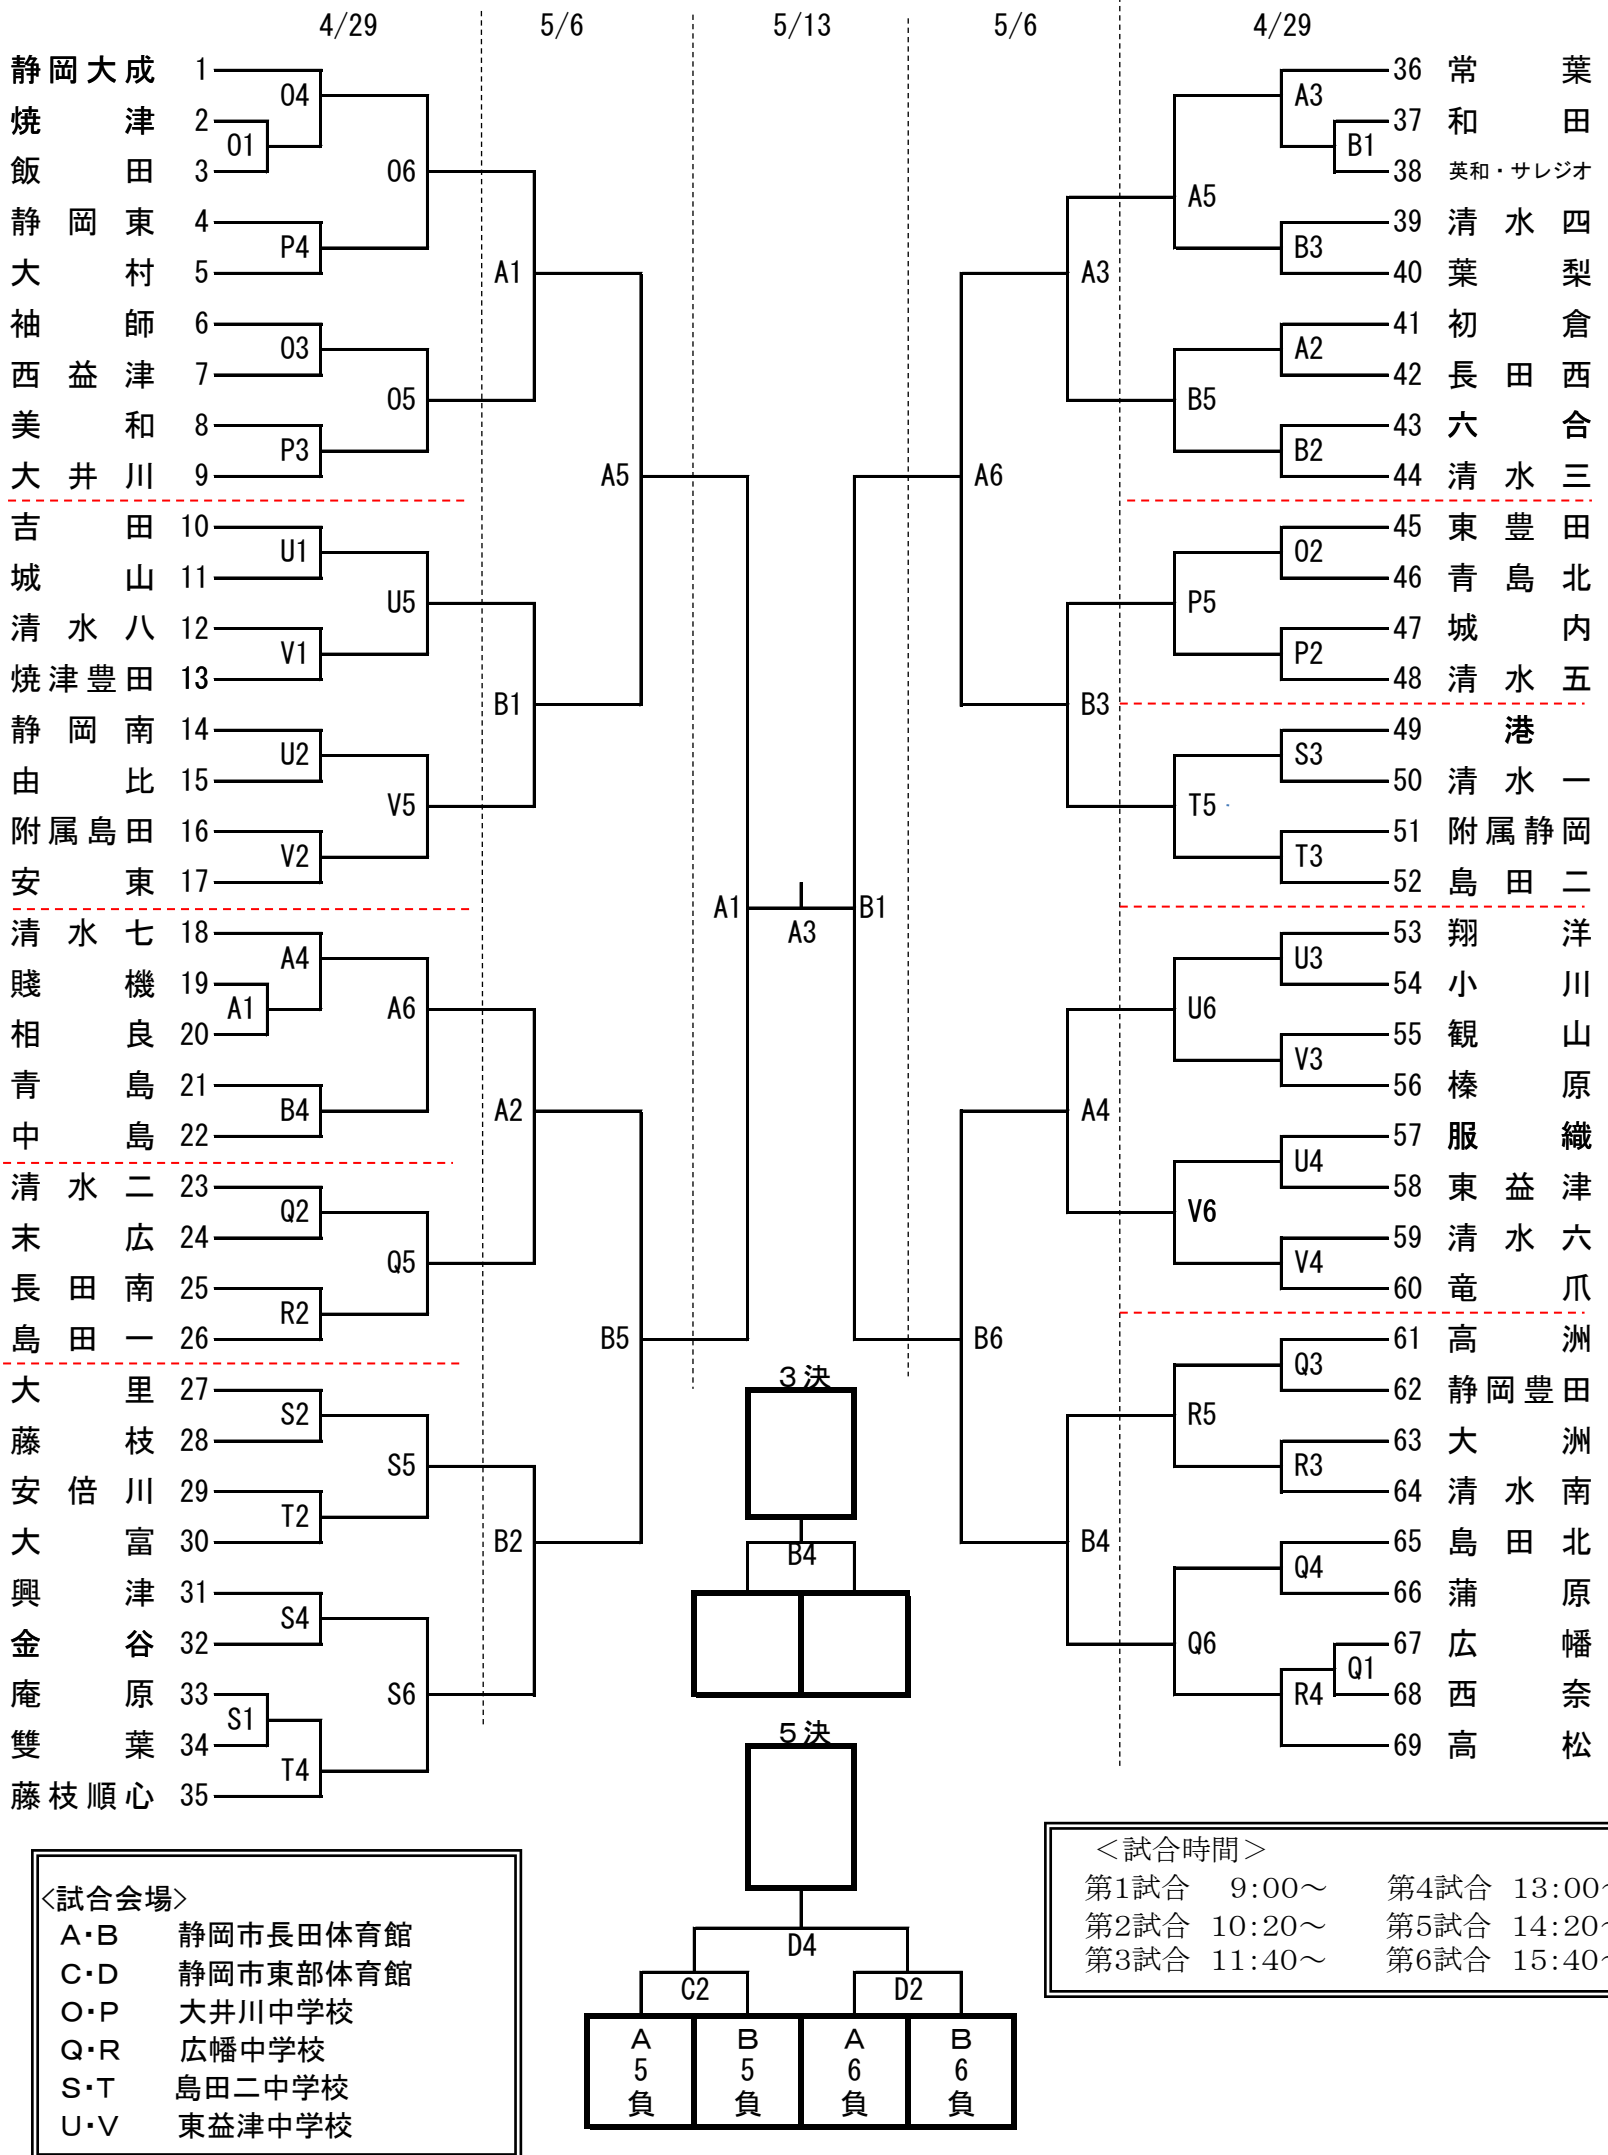 4/29 5/6 5/13 5/6 4/29
静岡大成 1
O4
焼津 2
O1
飯田 3
O6
静岡東 4
P4
大村 5
A1
袖師 6
O3
西益津 7
O5
美和 8
P3
大井川 9
A5
吉田 10
U1
城山 11
U5
清水八 12
V1
焼津豊田 13
B1
静岡南 14
U2
由比 15
V5
附属島田 16
V2
安東 17
A1
清水七 18
A4
賤機 19
A1
相良 20
A6
青島 21
B4
中島 22
A2
清水二 23
Q2
末広 24
Q5
長田南 25
R2
島田一 26
B5
大里 27
S2
藤枝 28
S5
安倍川 29
T2
大富 30
B2
興津 31
S4
金谷 32
S6
庵原 33
S1
雙葉 34
T4
藤枝順心 35
A3
36 常葉
A3
37 和田
B1
38 英和・サレジオ
A5
39 清水四
B3
40 葉梨
A3
41 初倉
A2
42 長田西
B5
43 六合
B2
44 清水三
A6
45 東豊田
O2
46 青島北
P5
47 城内
P2
48 清水五
B3
49 港
S3
50 清水一
T5
51 附属静岡
T3
52 島田二
B1
53 翔洋
U3
54 小川
U6
55 観山
V3
56 榛原
A4
57 服織
U4
58 東益津
V6
59 清水六
V4
60 竜爪
B6
61 高洲
Q3
62 静岡豊田
R5
63 大洲
R3
64 清水南
B4
65 島田北
Q4
66 蒲原
Q6
67 広幡
Q1
68 西奈
R4
69 高松
3決
B4
5決
D4
C2 D2
A5負 B5負 A6負 B6負
<試合会場>
A・B 静岡市長田体育館
C・D 静岡市東部体育館
O・P 大井川中学校
Q・R 広幡中学校
S・T 島田二中学校
U・V 東益津中学校
＜試合時間＞
第1試合 9:00～ 第4試合 13:00～
第2試合 10:20～ 第5試合 14:20～
第3試合 11:40～ 第6試合 15:40～